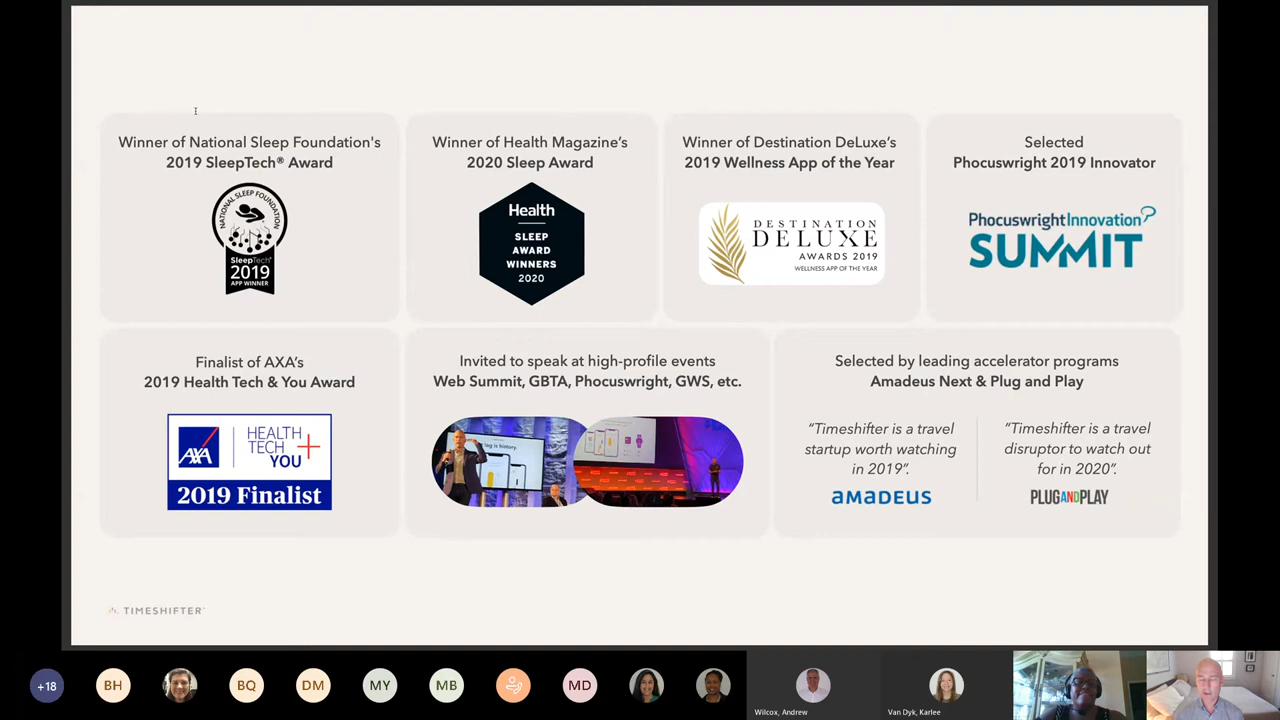 Winner of National Sleep Foundation's
2019 SleepTech® Award
NATIONAL SLEEP FOUNDATION
SleepTech®
2019
APP WINNER
Winner of Health Magazine’s
2020 Sleep Award
Health
SLEEP
AWARD
WINNERS
2020
Winner of Destination DeLuxe’s
2019 Wellness App of the Year
DESTINATION
DELUXE
AWARDS 2019
WELLNESS APP OF THE YEAR
Selected
Phocuswright 2019 Innovator
PhocuswrightInnovation
SUMMIT
Finalist of AXA’s
2019 Health Tech & You Award
AXA
HEALTH
TECH
YOU
2019 Finalist
Invited to speak at high-profile events
Web Summit, GBTA, Phocuswright, GWS, etc.
lag is history.
Selected by leading accelerator programs
Amadeus Next & Plug and Play
“Timeshifter is a travel
startup worth watching
in 2019”.
amadeus
“Timeshifter is a travel
disruptor to watch out
for in 2020”.
PLUGANDPLAY
TIMESHIFTER
+18
BH
BQ
DM
MY
MB
MD
Wilcox, Andrew
Van Dyk, Karlee